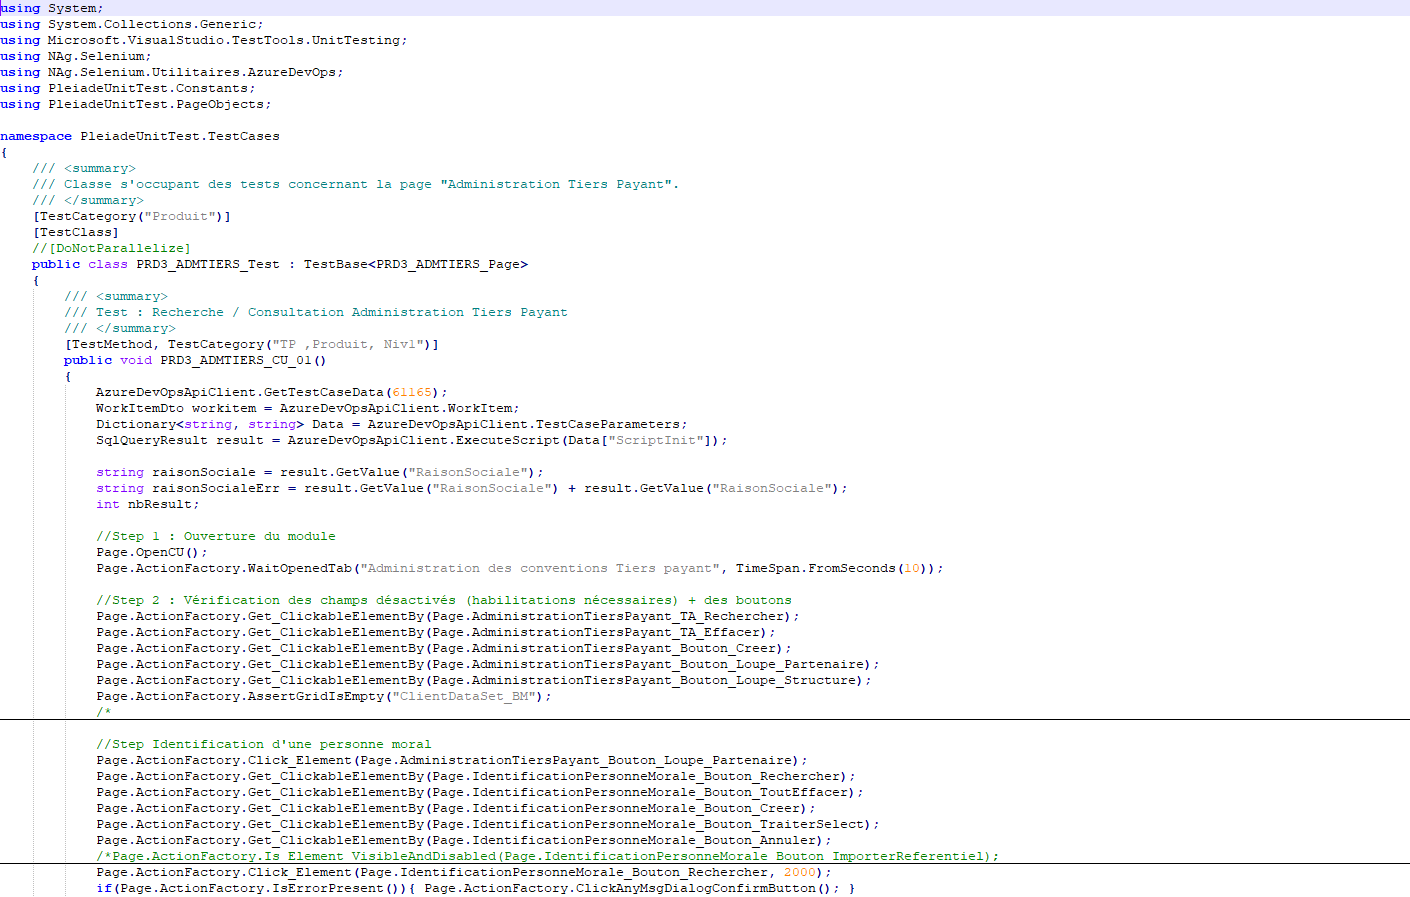 using System;
using System.Collections.Generic;
using Microsoft.VisualStudio.TestTools.UnitTesting;
using NAg.Selenium;
using NAg.Selenium.Utilitaires.AzureDevOps;
using PleiadeUnitTest.Constants;
using PleiadeUnitTest.PageObjects;
namespace PleiadeUnitTest.TestCases
{
/// <summary>
/// Classe s'occupant des tests concernant la page "Administration Tiers Payant".
/// </summary>
[TestCategory("Produit")]
[TestClass]
//[DoNotParallelize]
public class PRD3_ADMTIERS_Test : TestBase<PRD3_ADMTIERS_Page>
{
/// <summary>
/// Test : Recherche / Consultation Administration Tiers Payant
/// </summary>
[TestMethod, TestCategory("TP ,Produit, Niv1")]
public void PRD3_ADMTIERS_CU_01()
{
AzureDevOpsApiClient.GetTestCaseData(61165);
WorkItemDto workitem = AzureDevOpsApiClient.WorkItem;
Dictionary<string, string> Data = AzureDevOpsApiClient.TestCaseParameters;
SqlQueryResult result = AzureDevOpsApiClient.ExecuteScript(Data["ScriptInit"]);
string raisonSociale = result.GetValue("RaisonSociale");
string raisonSocialeErr = result.GetValue("RaisonSociale") + result.GetValue("RaisonSociale");
int nbResult;
//Step 1 : Ouverture du module
Page.OpenCU();
Page.ActionFactory.WaitOpenedTab("Administration des conventions Tiers payant", TimeSpan.FromSeconds(10));
//Step 2 : Vérification des champs désactivés (habilitations nécessaires) + des boutons
Page.ActionFactory.Get_ClickableElementBy(Page.AdministrationTiersPayant_TA_Rechercher);
Page.ActionFactory.Get_ClickableElementBy(Page.AdministrationTiersPayant_TA_Effacer);
Page.ActionFactory.Get_ClickableElementBy(Page.AdministrationTiersPayant_Bouton_Creer);
Page.ActionFactory.Get_ClickableElementBy(Page.AdministrationTiersPayant_Bouton_Loupe_Partenaire);
Page.ActionFactory.Get_ClickableElementBy(Page.AdministrationTiersPayant_Bouton_Loupe_Structure);
Page.ActionFactory.AssertGridIsEmpty("ClientDataSet_BM");
/*
//Step Identification d'une personne moral
Page.ActionFactory.Click_Element(Page.AdministrationTiersPayant_Bouton_Loupe_Partenaire);
Page.ActionFactory.Get_ClickableElementBy(Page.IdentificationPersonneMorale_Bouton_Rechercher);
Page.ActionFactory.Get_ClickableElementBy(Page.IdentificationPersonneMorale_Bouton_ToutEffacer);
Page.ActionFactory.Get_ClickableElementBy(Page.IdentificationPersonneMorale_Bouton_Creer);
Page.ActionFactory.Get_ClickableElementBy(Page.IdentificationPersonneMorale_Bouton_TraiterSelect);
Page.ActionFactory.Get_ClickableElementBy(Page.IdentificationPersonneMorale_Bouton_Annuler);
/*Page.ActionFactory.Is_Element_VisibleAndDisabled(Page.IdentificationPersonneMorale_Bouton_ImporterReferentiel);
Page.ActionFactory.Click_Element(Page.IdentificationPersonneMorale_Bouton_Rechercher, 2000);
if(Page.ActionFactory.IsErrorPresent()){ Page.ActionFactory.ClickAnyMsgDialogConfirmButton(); }